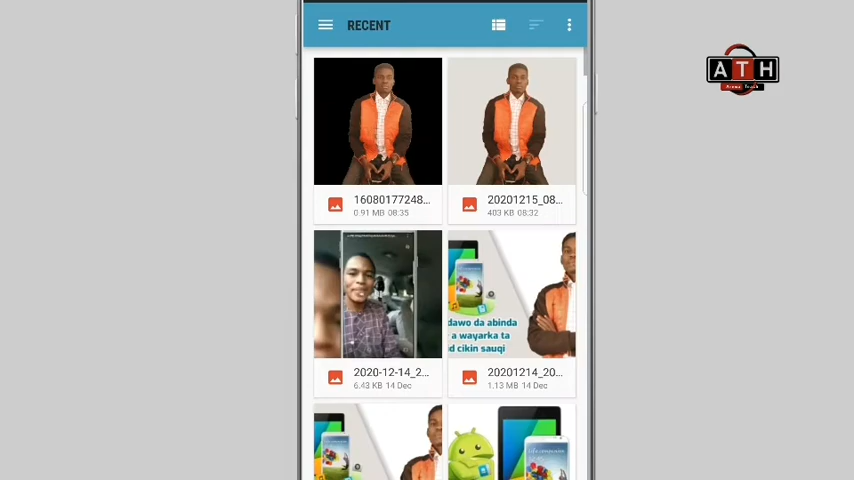 RECENT
ATH
16080177248...
0.91 MB 08:35
20201215_08...
403 KB 08:32
dawo da abinda
a wayarka ta
id cikin sauqi
2020-12-14_2...
6.43 KB 14 Dec
20201214_20...
1.13 MB 14 Dec